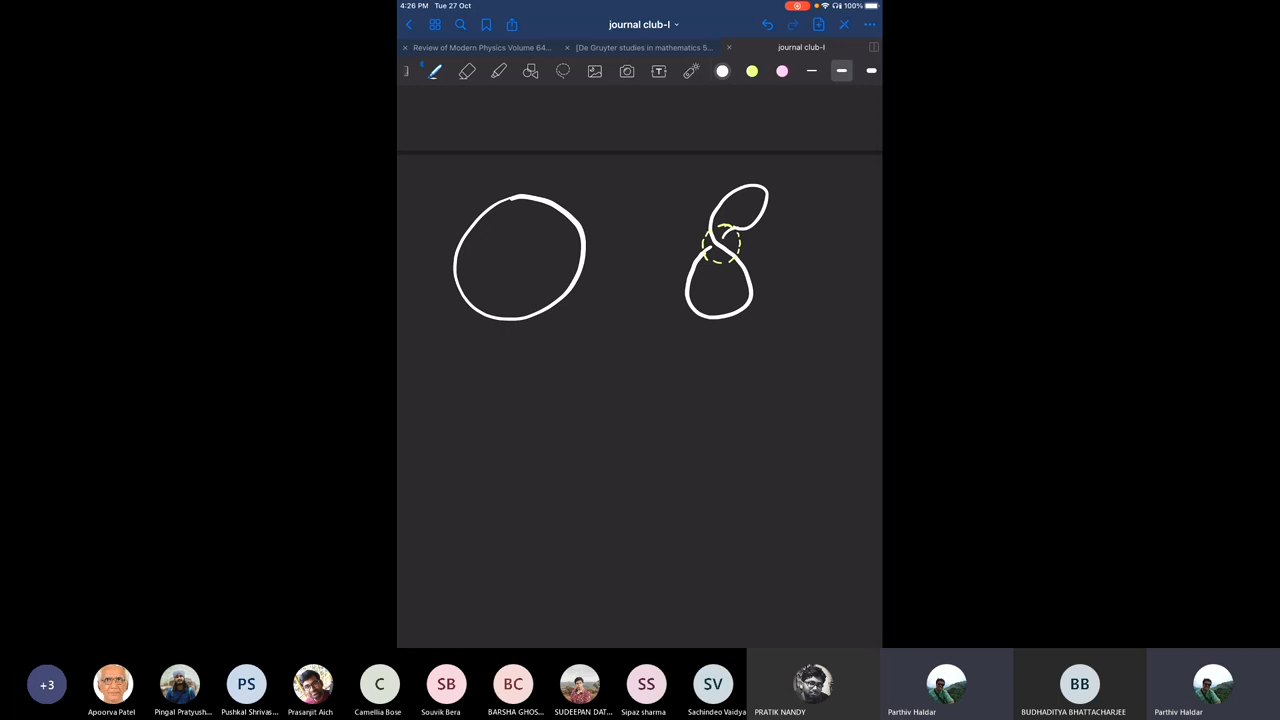 4:26 PM Tue 27 Oct
100%
journal club-I
Review of Modern Physics Volume 64...
[De Gruyter studies in mathematics 5...
journal club-I
T
+3
PS
C
SB
BC
SS
SV
BB
Apoorva Patel
Pingal Pratyush...
Pushkal Shrivas...
Prasanjit Aich
Camellia Bose
Souvik Bera
BARSHA GHOS...
SUDEEPAN DAT...
Sipaz sharma
Sachindeo Vaidya
PRATIK NANDY
Parthiv Haldar
BUDHADITYA BHATTACHARJEE
Parthiv Haldar